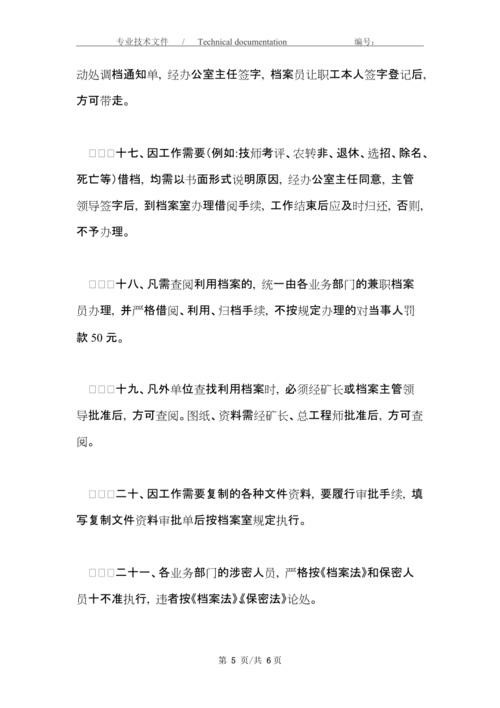 专业技术文件 / Technical documentation 编号：
动处调档通知单，经办公室主任签字，档案员让职工本人签字登记后，
方可带走。
□□□十七、因工作需要（例如:技师考评、农转非、退休、选招、除名、
死亡等）借档，均需以书面形式说明原因，经办公室主任同意，主管
领导签字后，到档案室办理借阅手续，工作结束后应及时归还，否则，
不予办理。
□□□十八、凡需查阅利用档案的，统一由各业务部门的兼职档案
员办理，并严格借阅、利用、归档手续，不按规定办理的对当事人罚
款 50 元。
□□□十九、凡外单位查找利用档案时，必须经矿长或档案主管领
导批准后，方可查阅。图纸、资料需经矿长、总工程师批准后，方可查
阅。
□□□二十、因工作需要复制的各种文件资料，要履行审批手续，填
写复制文件资料审批单后按档案室规定执行。
□□□二十一、各业务部门的涉密人员，严格按《档案法》和保密人
员十不准执行，违者按《档案法》《保密法》论处。
第 5 页/共 6 页